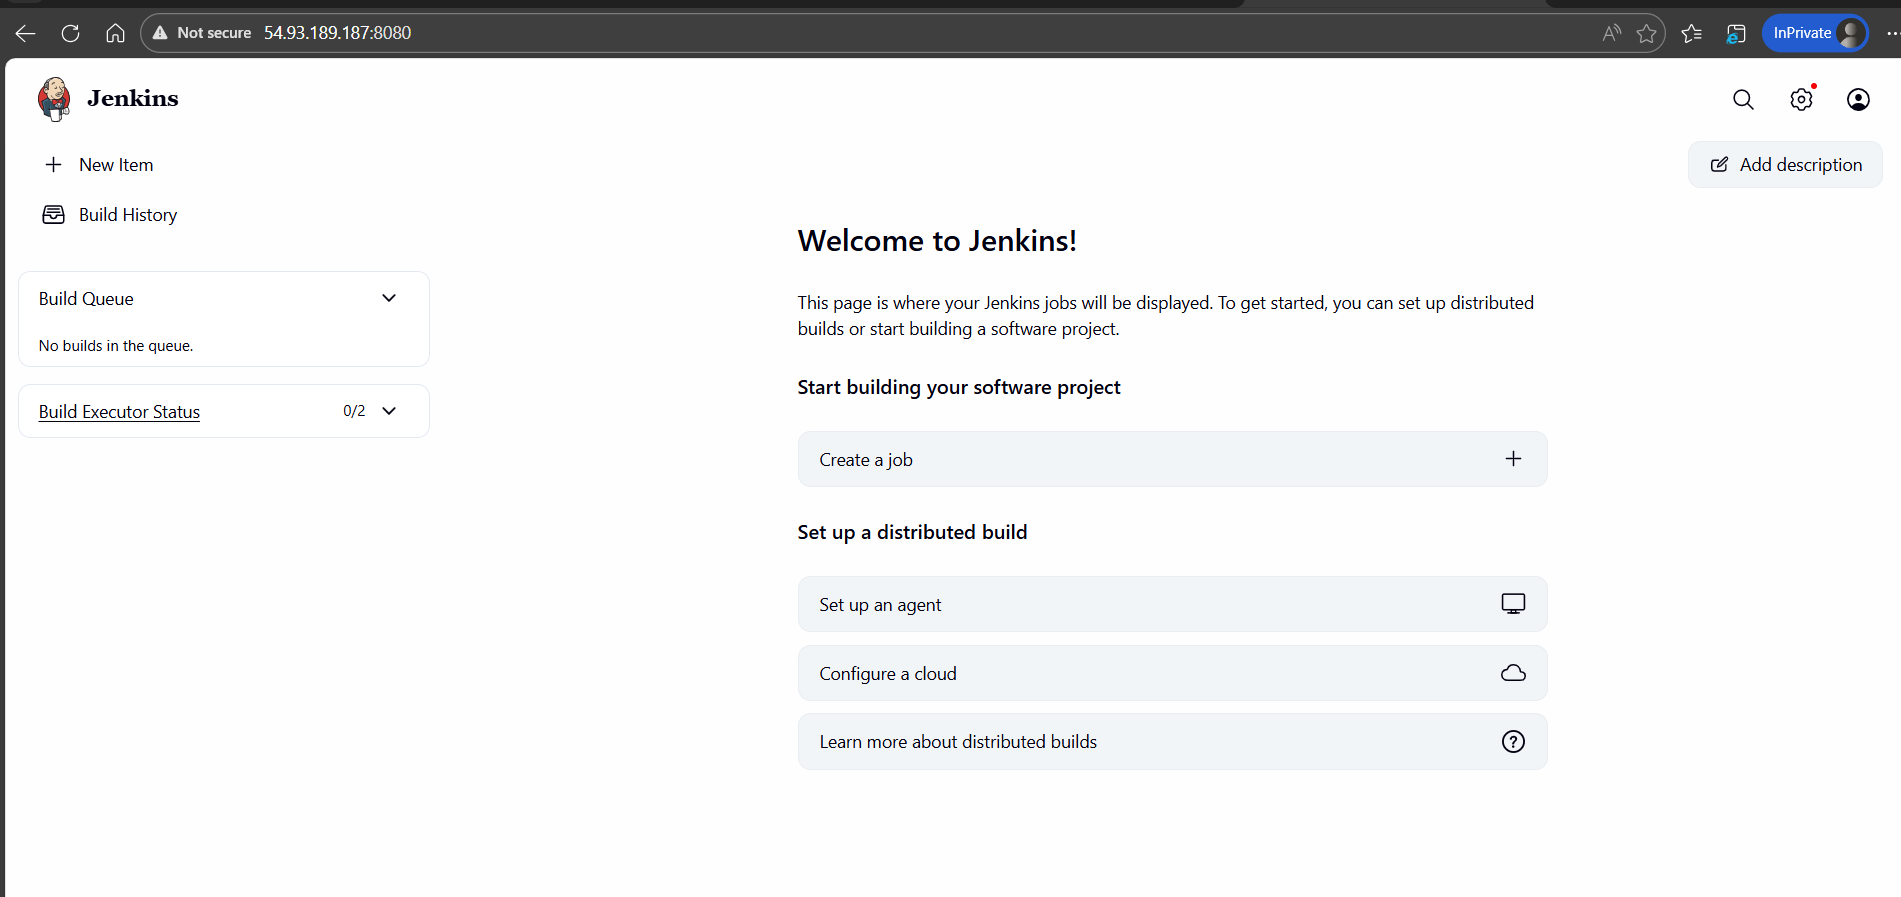 Not secure 54.93.189.187:8080
InPrivate
Jenkins
New Item
Add description
Build History
Welcome to Jenkins!
Build Queue
No builds in the queue.
This page is where your Jenkins jobs will be displayed. To get started, you can set up distributed
builds or start building a software project.
Build Executor Status 0/2
Start building your software project
Create a job
Set up a distributed build
Set up an agent
Configure a cloud
Learn more about distributed builds